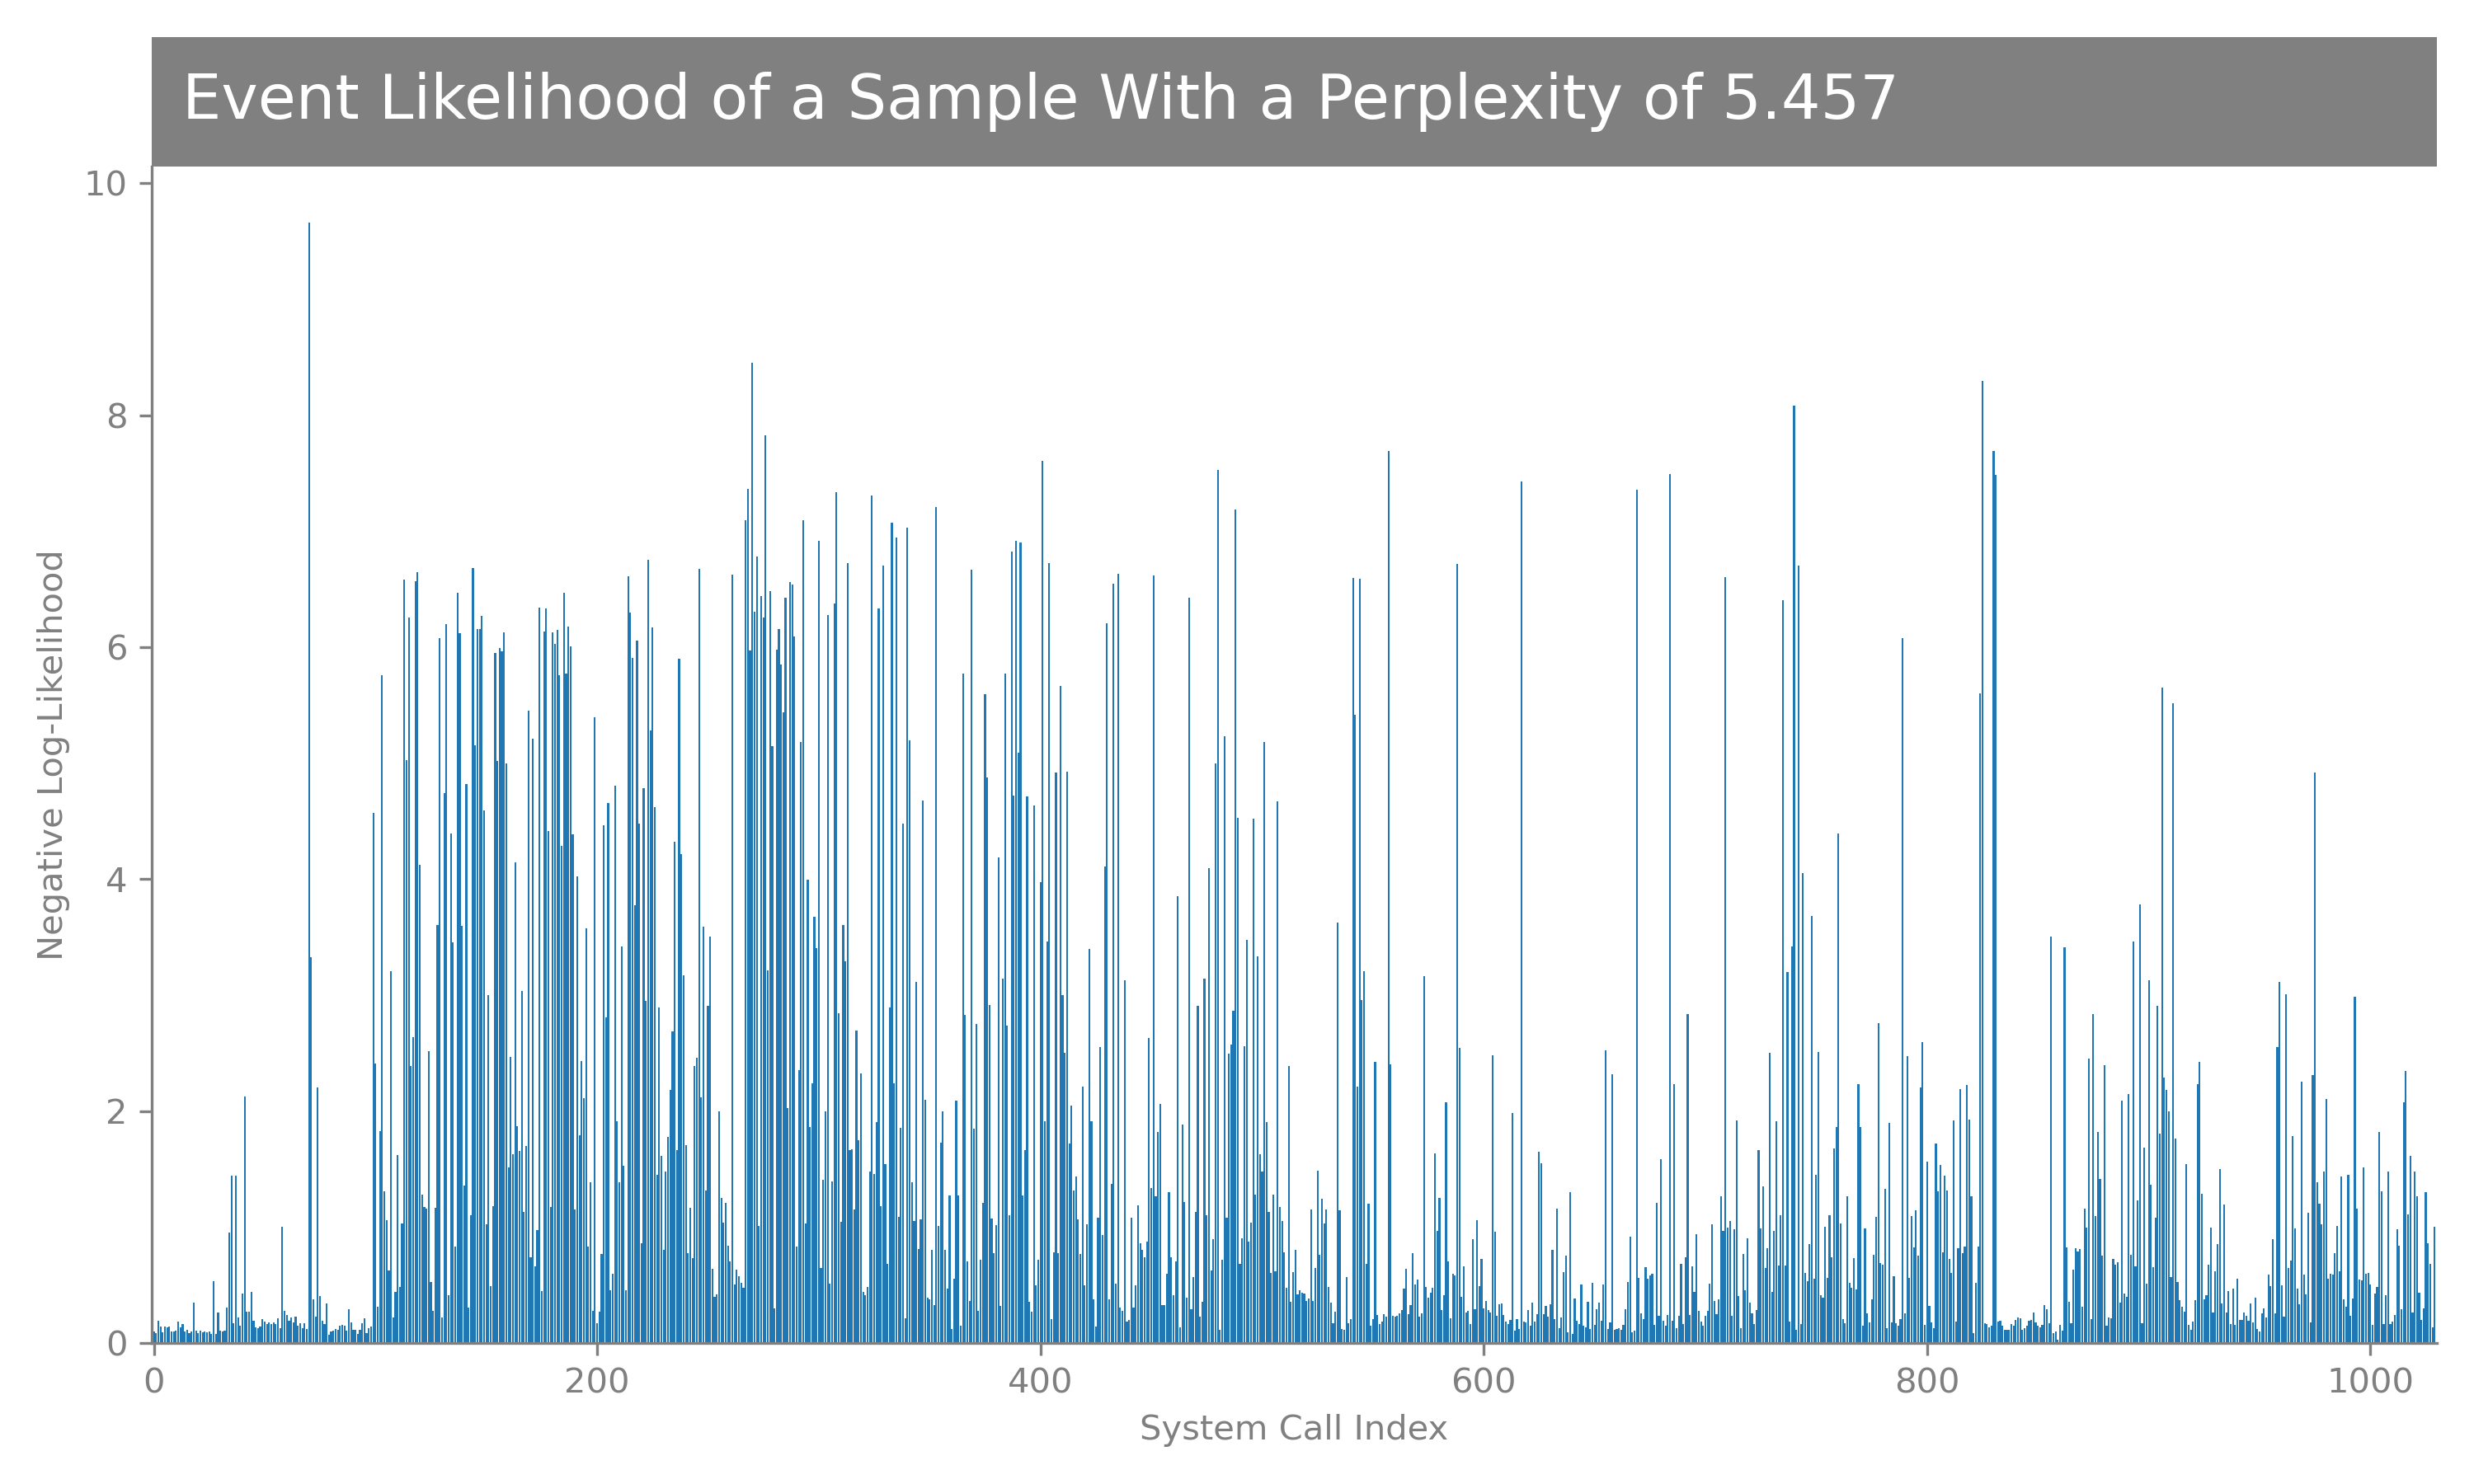 Event Likelihood of a Sample With a Perplexity of 5.457
10
8
6
4
2
0
Negative Log-Likelihood
0 200 400 600 800 1000
System Call Index